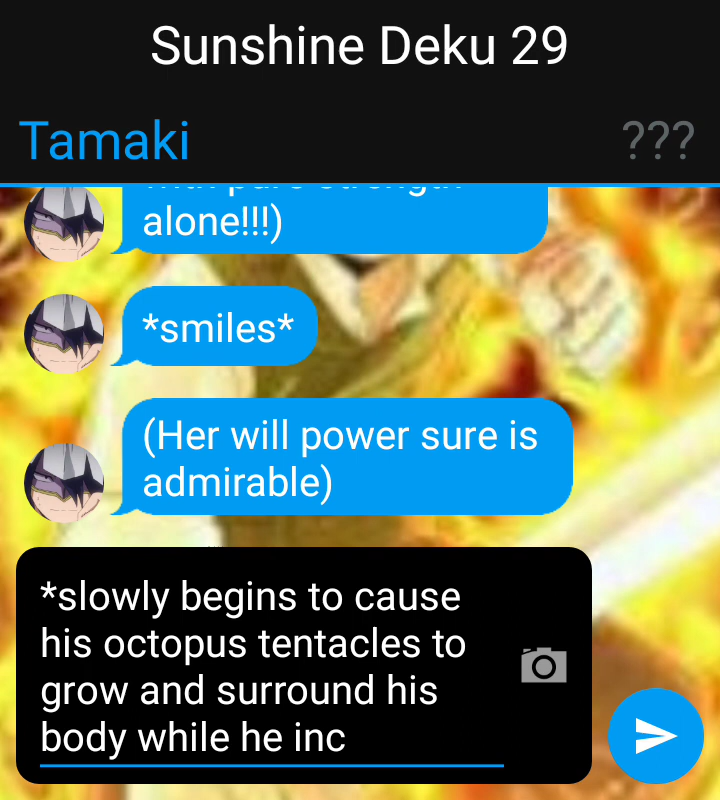 Sunshine Deku 29
Tamaki
???
alone!!!)
*smiles*
(Her will power sure is
admirable)
*slowly begins to cause
his octopus tentacles to
grow and surround his
body while he inc